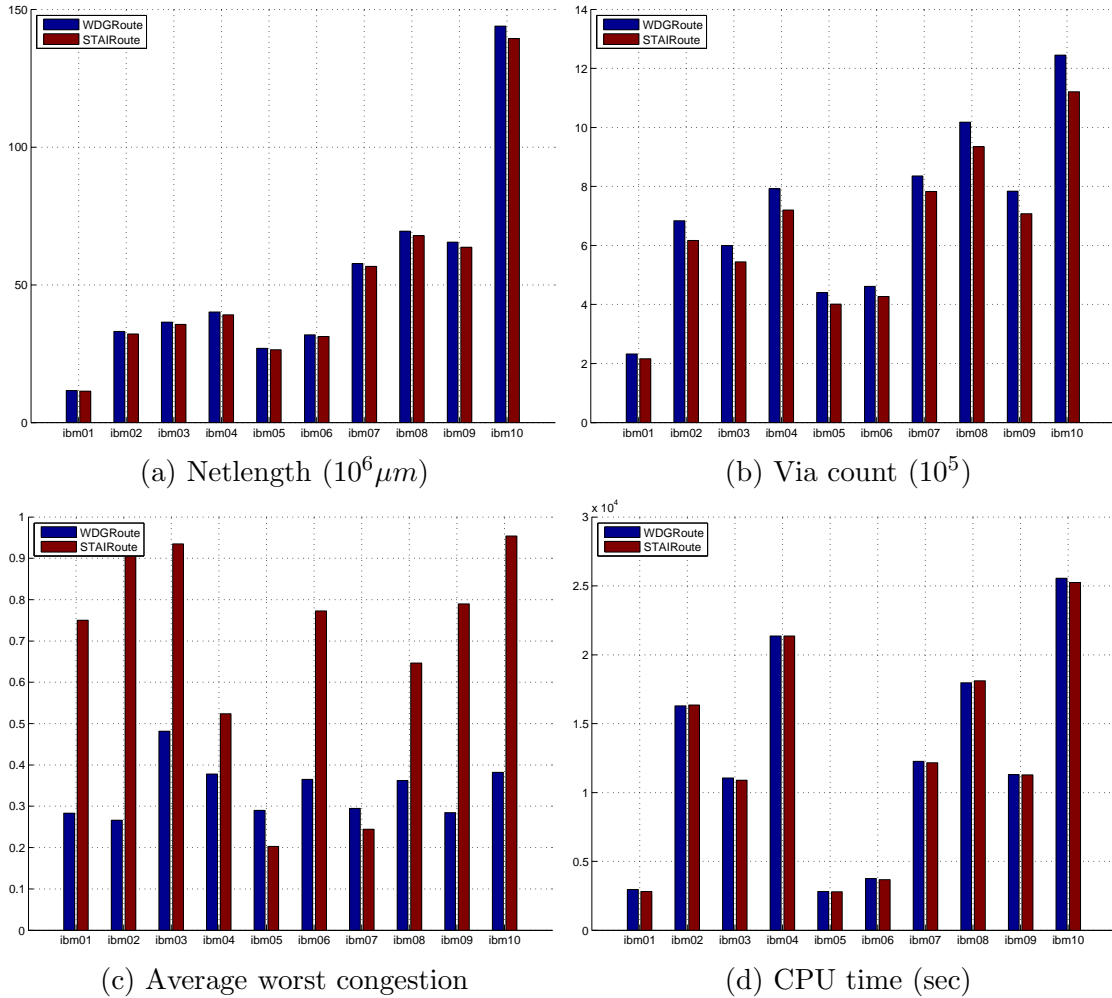 150
100
50
0
WDGRoute
STAIRoute
ibm01 ibm02 ibm03 ibm04 ibm05 ibm06 ibm07 ibm08 ibm09 ibm10
(a) Netlength (10⁶μm)
14
12
10
8
6
4
2
0
WDGRoute
STAIRoute
ibm01 ibm02 ibm03 ibm04 ibm05 ibm06 ibm07 ibm08 ibm09 ibm10
(b) Via count (10⁵)
1
0.9
0.8
0.7
0.6
0.5
0.4
0.3
0.2
0.1
0
WDGRoute
STAIRoute
ibm01 ibm02 ibm03 ibm04 ibm05 ibm06 ibm07 ibm08 ibm09 ibm10
(c) Average worst congestion
x 10⁴
3
2.5
2
1.5
1
0.5
0
WDGRoute
STAIRoute
ibm01 ibm02 ibm03 ibm04 ibm05 ibm06 ibm07 ibm08 ibm09 ibm10
(d) CPU time (sec)